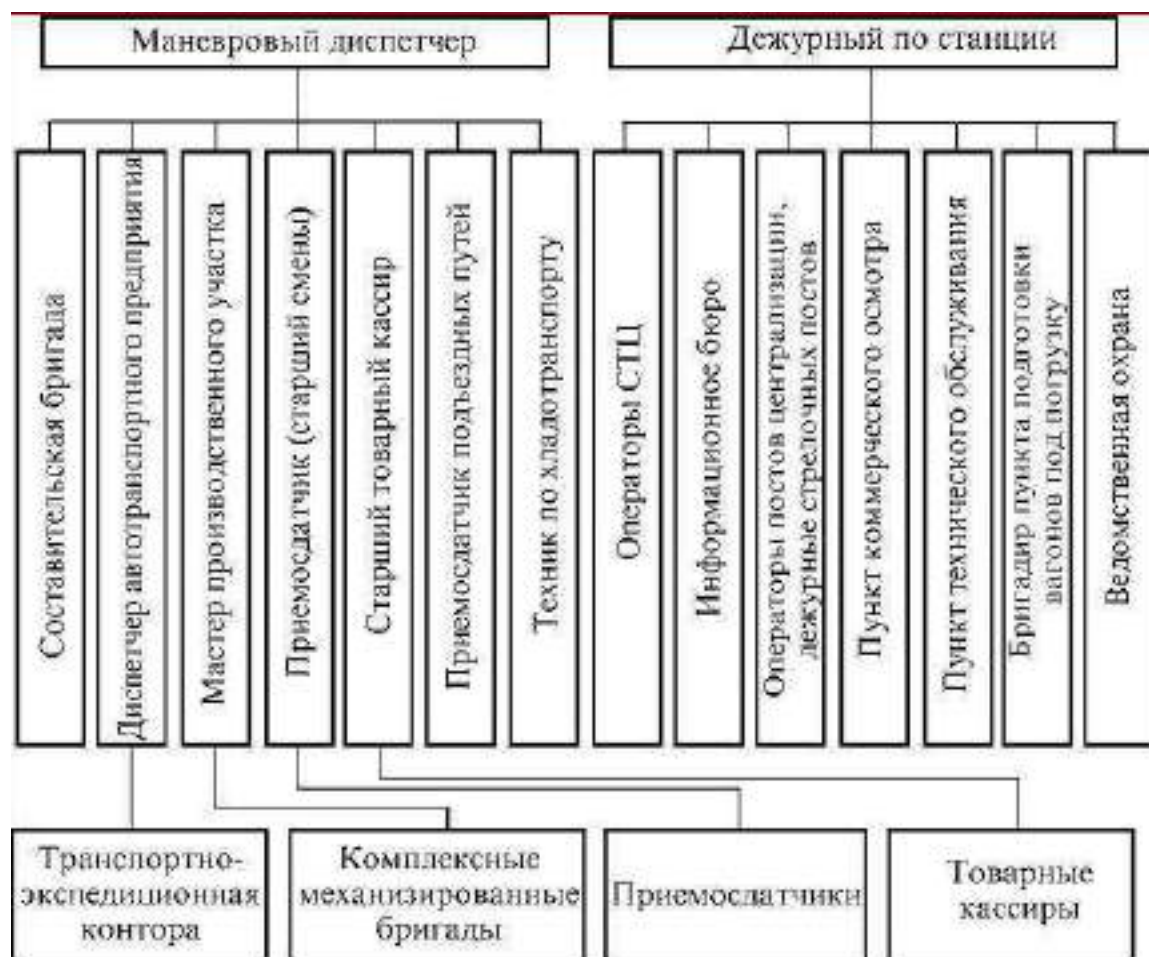 Маневровый диспетчер
Дежурный по станции
Составительская бригада
Диспетчер автотранспортного предприятия
Мастер производственного участка
Приемосдатчик (старший смены)
Старший товарный кассир
Приемосдатчик подъездных путей
Техник по хладотранспорту
Операторы СТЦ
Информационное бюро
Операторы постов централизации,
дежурные стрелочных постов
Пункт коммерческого осмотра
Пункт технического обслуживания
Бригадир пункта подготовки
вагонов под погрузку
Ведомственная охрана
Транспортно-
экспедиционная
контора
Комплексные
механизированные
бригады
Приемосдатчики
Товарные
кассиры